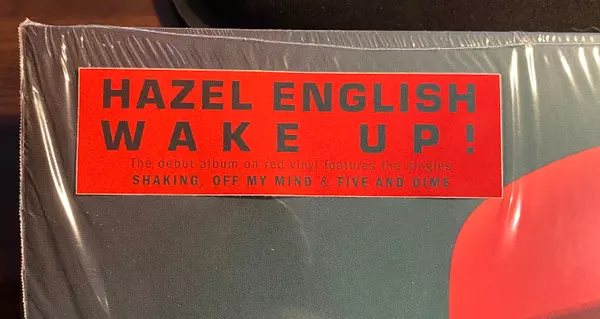 HAZEL ENGLISH
WAKE UP!
The debut album on red vinyl features the singles
SHAKING, OFF MY MIND & FIVE AND DIME